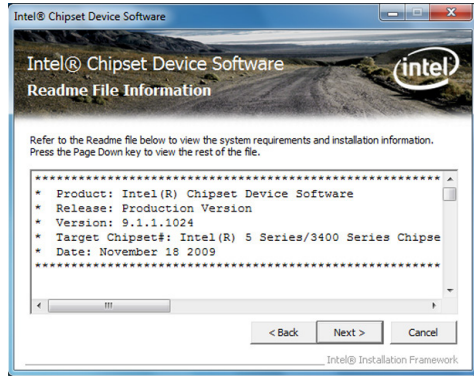 Intel® Chipset Device Software
Intel® Chipset Device Software
intel
Readme File Information
Refer to the Readme file below to view the system requirements and installation information.
Press the Page Down key to view the rest of the file.
************************************************************
* Product: Intel(R) Chipset Device Software
* Release: Production Version
* Version: 9.1.1.1024
* Target Chipset#: Intel(R) 5 Series/3400 Series Chipse
* Date: November 18 2009
************************************************************
< Back
Next >
Cancel
Intel® Installation Framework